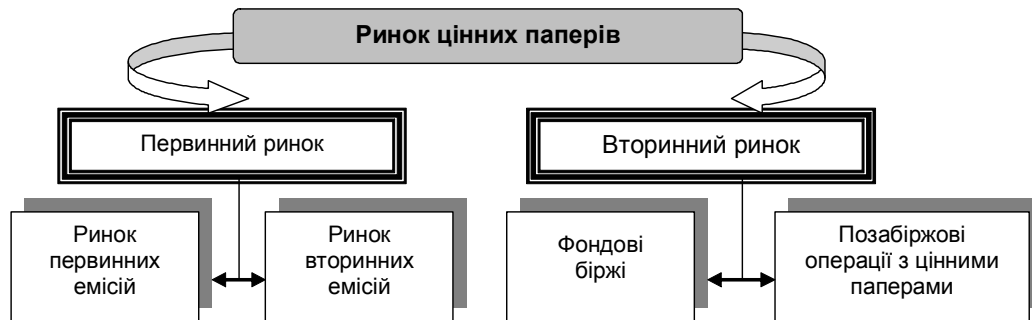 Ринок цінних паперів
Первинний ринок
Вторинний ринок
Ринок
первинних
емісій
Ринок
вторинних
емісій
Фондові
біржі
Позабіржові
операції з цінними
паперами